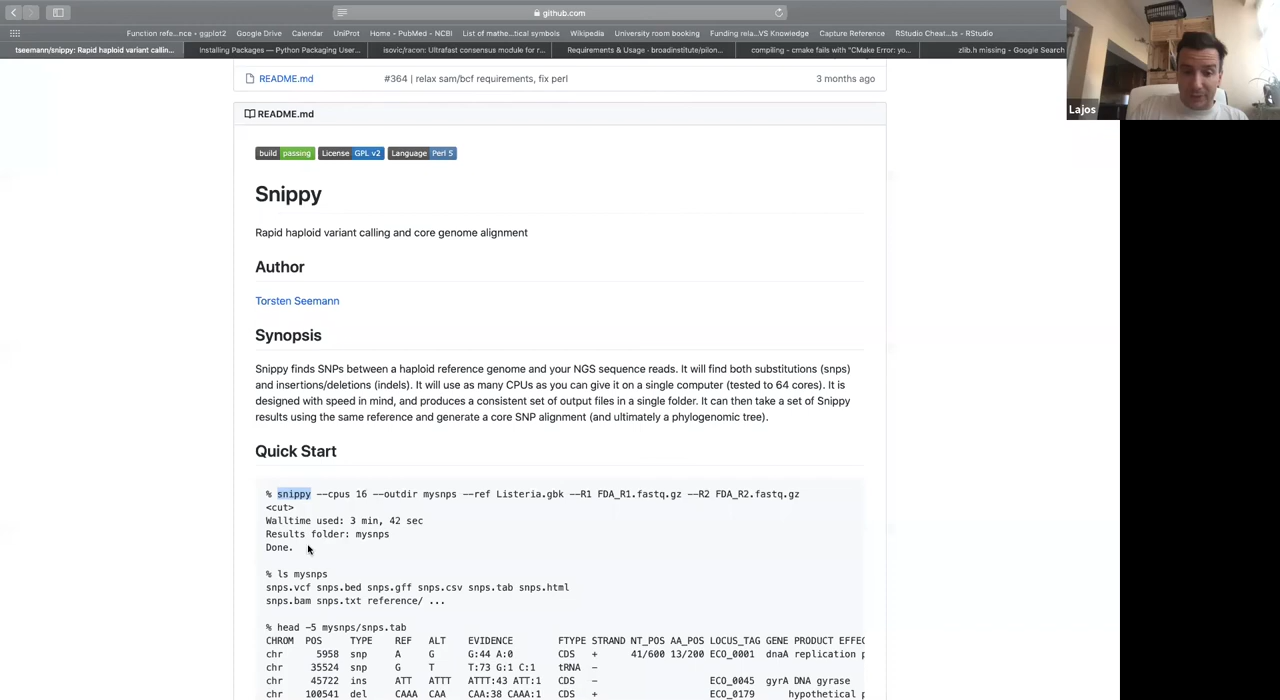 github.com
Function refe...nce - ggplot2 Google Drive Calendar UniProt Home - PubMed - NCBI List of mathe...tical symbols Wikipedia University room booking Funding rela...VS Knowledge Capture Reference RStudio Cheat...ts - RStudio
tseemann/snippy: Rapid haploid variant callin... Installing Packages — Python Packaging User... isovic/racon: Ultrafast consensus module for r... Requirements & Usage · broadinstitute/pilon... compiling - cmake fails with "CMake Error: yo... zlib.h missing - Google Search
Lajos
README.md #364 | relax sam/bcf requirements, fix perl 3 months ago
README.md
build passing License GPL v2 Language Perl 5
Snippy
Rapid haploid variant calling and core genome alignment
Author
Torsten Seemann
Synopsis
Snippy finds SNPs between a haploid reference genome and your NGS sequence reads. It will find both substitutions (snps)
and insertions/deletions (indels). It will use as many CPUs as you can give it on a single computer (tested to 64 cores). It is
designed with speed in mind, and produces a consistent set of output files in a single folder. It can then take a set of Snippy
results using the same reference and generate a core SNP alignment (and ultimately a phylogenomic tree).
Quick Start
% snippy --cpus 16 --outdir mysnps --ref Listeria.gbk --R1 FDA_R1.fastq.gz --R2 FDA_R2.fastq.gz
<cut>
Walltime used: 3 min, 42 sec
Results folder: mysnps
Done.
% ls mysnps
snps.vcf snps.bed snps.gff snps.csv snps.tab snps.html
snps.bam snps.txt reference/ ...
% head -5 mysnps/snps.tab
CHROM POS TYPE REF ALT EVIDENCE FTYPE STRAND NT_POS AA_POS LOCUS_TAG GENE PRODUCT EFFEC
chr 5958 snp A G G:44 A:0 CDS + 41/600 13/200 ECO_0001 dnaA replication p
chr 35524 snp G T T:73 G:1 C:1 tRNA −
chr 45722 ins ATT ATTT ATTT:43 ATT:1 CDS − ECO_0045 gyrA DNA gyrase
chr 100541 del CAAA CAA CAA:38 CAAA:1 CDS + ECO_0179 hypothetical p